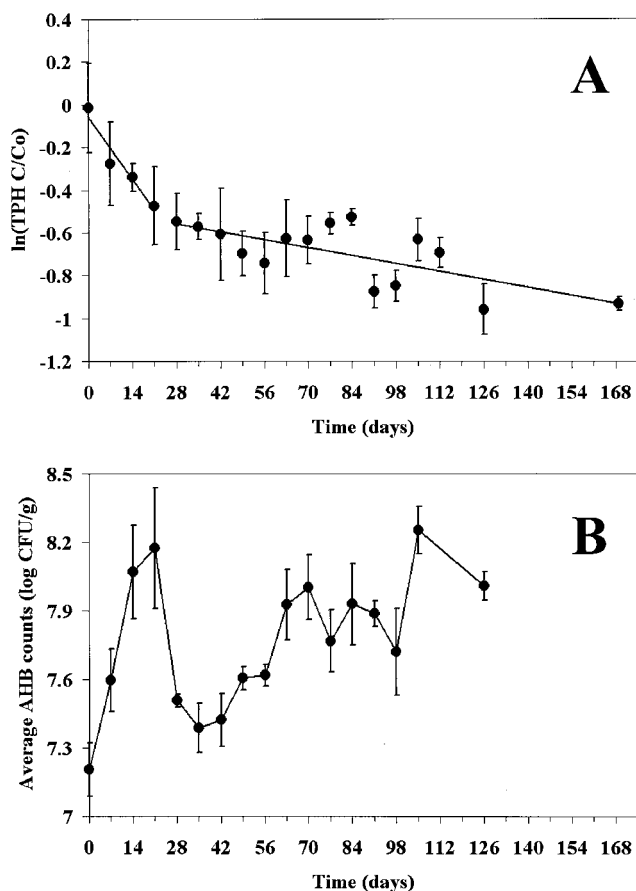 A
ln(TPH C/Co)
0.4
0.2
0
-0.2
-0.4
-0.6
-0.8
-1
-1.2
0 14 28 42 56 70 84 98 112 126 140 154 168
Time (days)
B
Average AHB counts (log CFU/g)
8.5
8.2
7.9
7.6
7.3
7
0 14 28 42 56 70 84 98 112 126 140 154 168
Time (days)